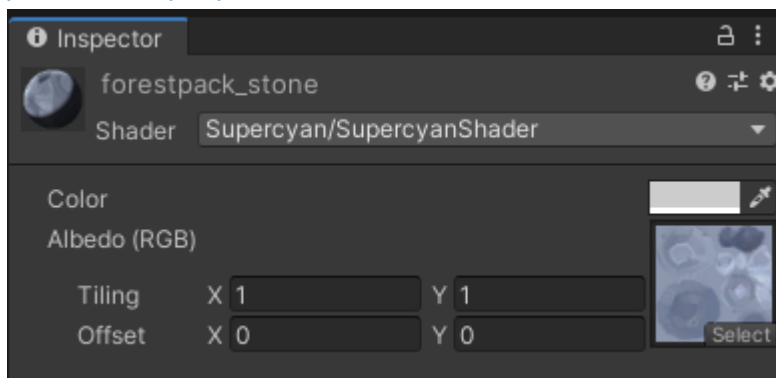 Inspector
forestpack_stone
Shader Supercyan/SupercyanShader
Color
Albedo (RGB)
Tiling X 1 Y 1
Offset X 0 Y 0
Select